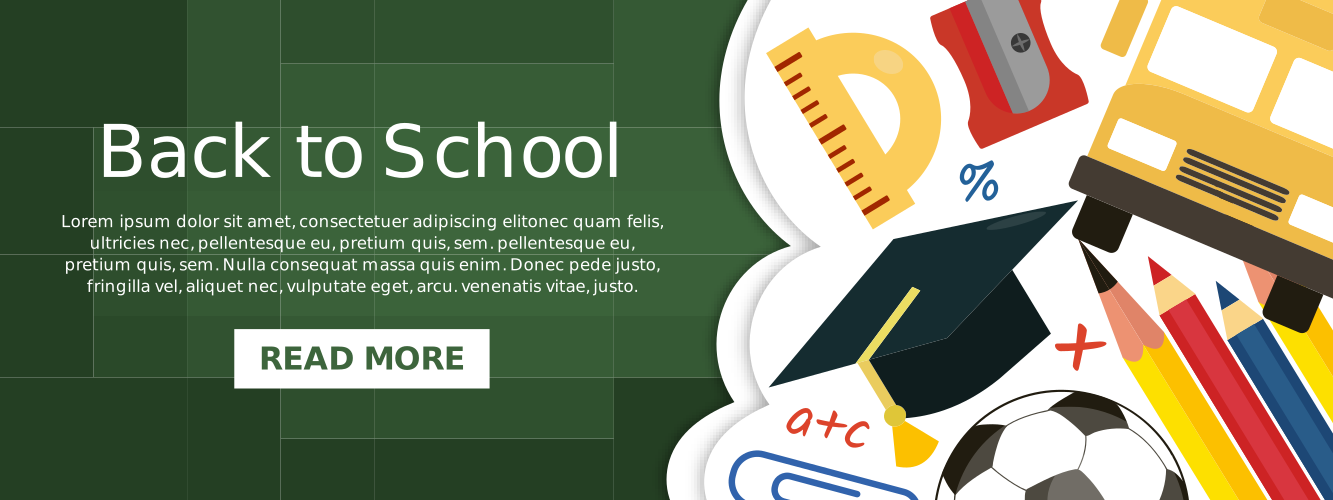 Back to School
Lorem ipsum dolor sit amet, consectetuer adipiscing elitonec quam felis,
ultricies nec, pellentesque eu, pretium quis, sem. pellentesque eu,
pretium quis, sem. Nulla consequat massa quis enim. Donec pede justo,
fringilla vel, aliquet nec, vulputate eget, arcu. venenatis vitae, justo.
READ MORE
%
+
a+c